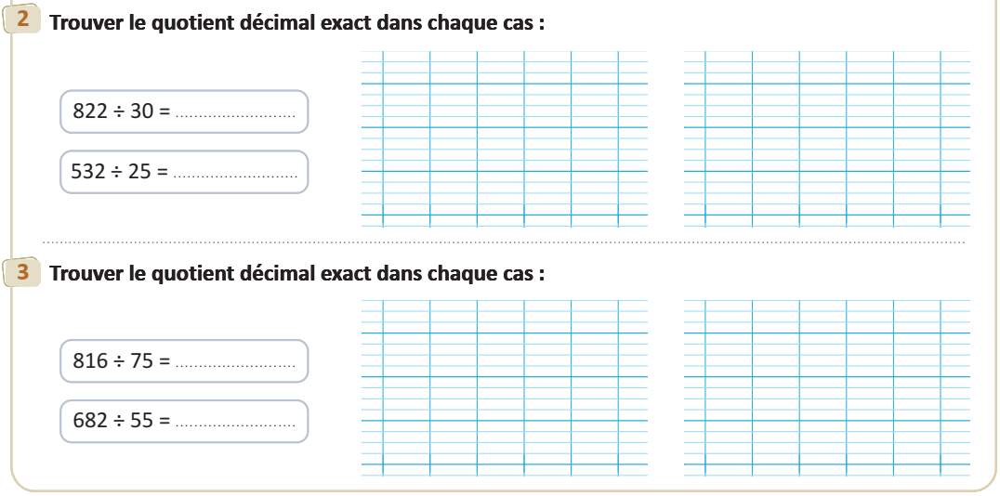 2 Trouver le quotient décimal exact dans chaque cas :
822 ÷ 30 = ..........................
532 ÷ 25 = ...........................
3 Trouver le quotient décimal exact dans chaque cas :
816 ÷ 75 = ..........................
682 ÷ 55 = ..........................